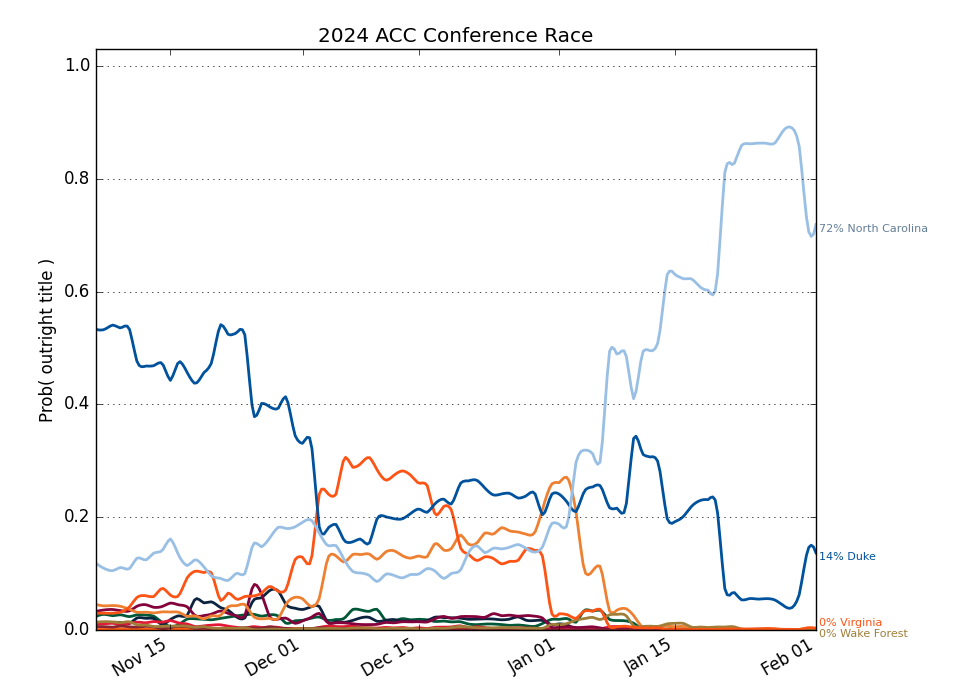 2024 ACC Conference Race
Prob( outright title )
1.0
0.8
0.6
0.4
0.2
0.0
Nov 15
Dec 01
Dec 15
Jan 01
Jan 15
Feb 01
72% North Carolina
14% Duke
0% Virginia
0% Wake Forest